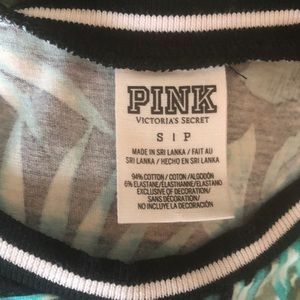 PINK
VICTORIA'S SECRET
S | P
MADE IN SRI LANKA / FAIT AU
SRI LANKA / HECHO EN SRI LANKA
94% COTTON / COTON / ALGODÓN
6% ELASTANE / ÉLASTHANNE / ELASTANO
EXCLUSIVE OF DECORATION/
SANS DÉCORATION/
NO INCLUYE LA DECORACIÓN